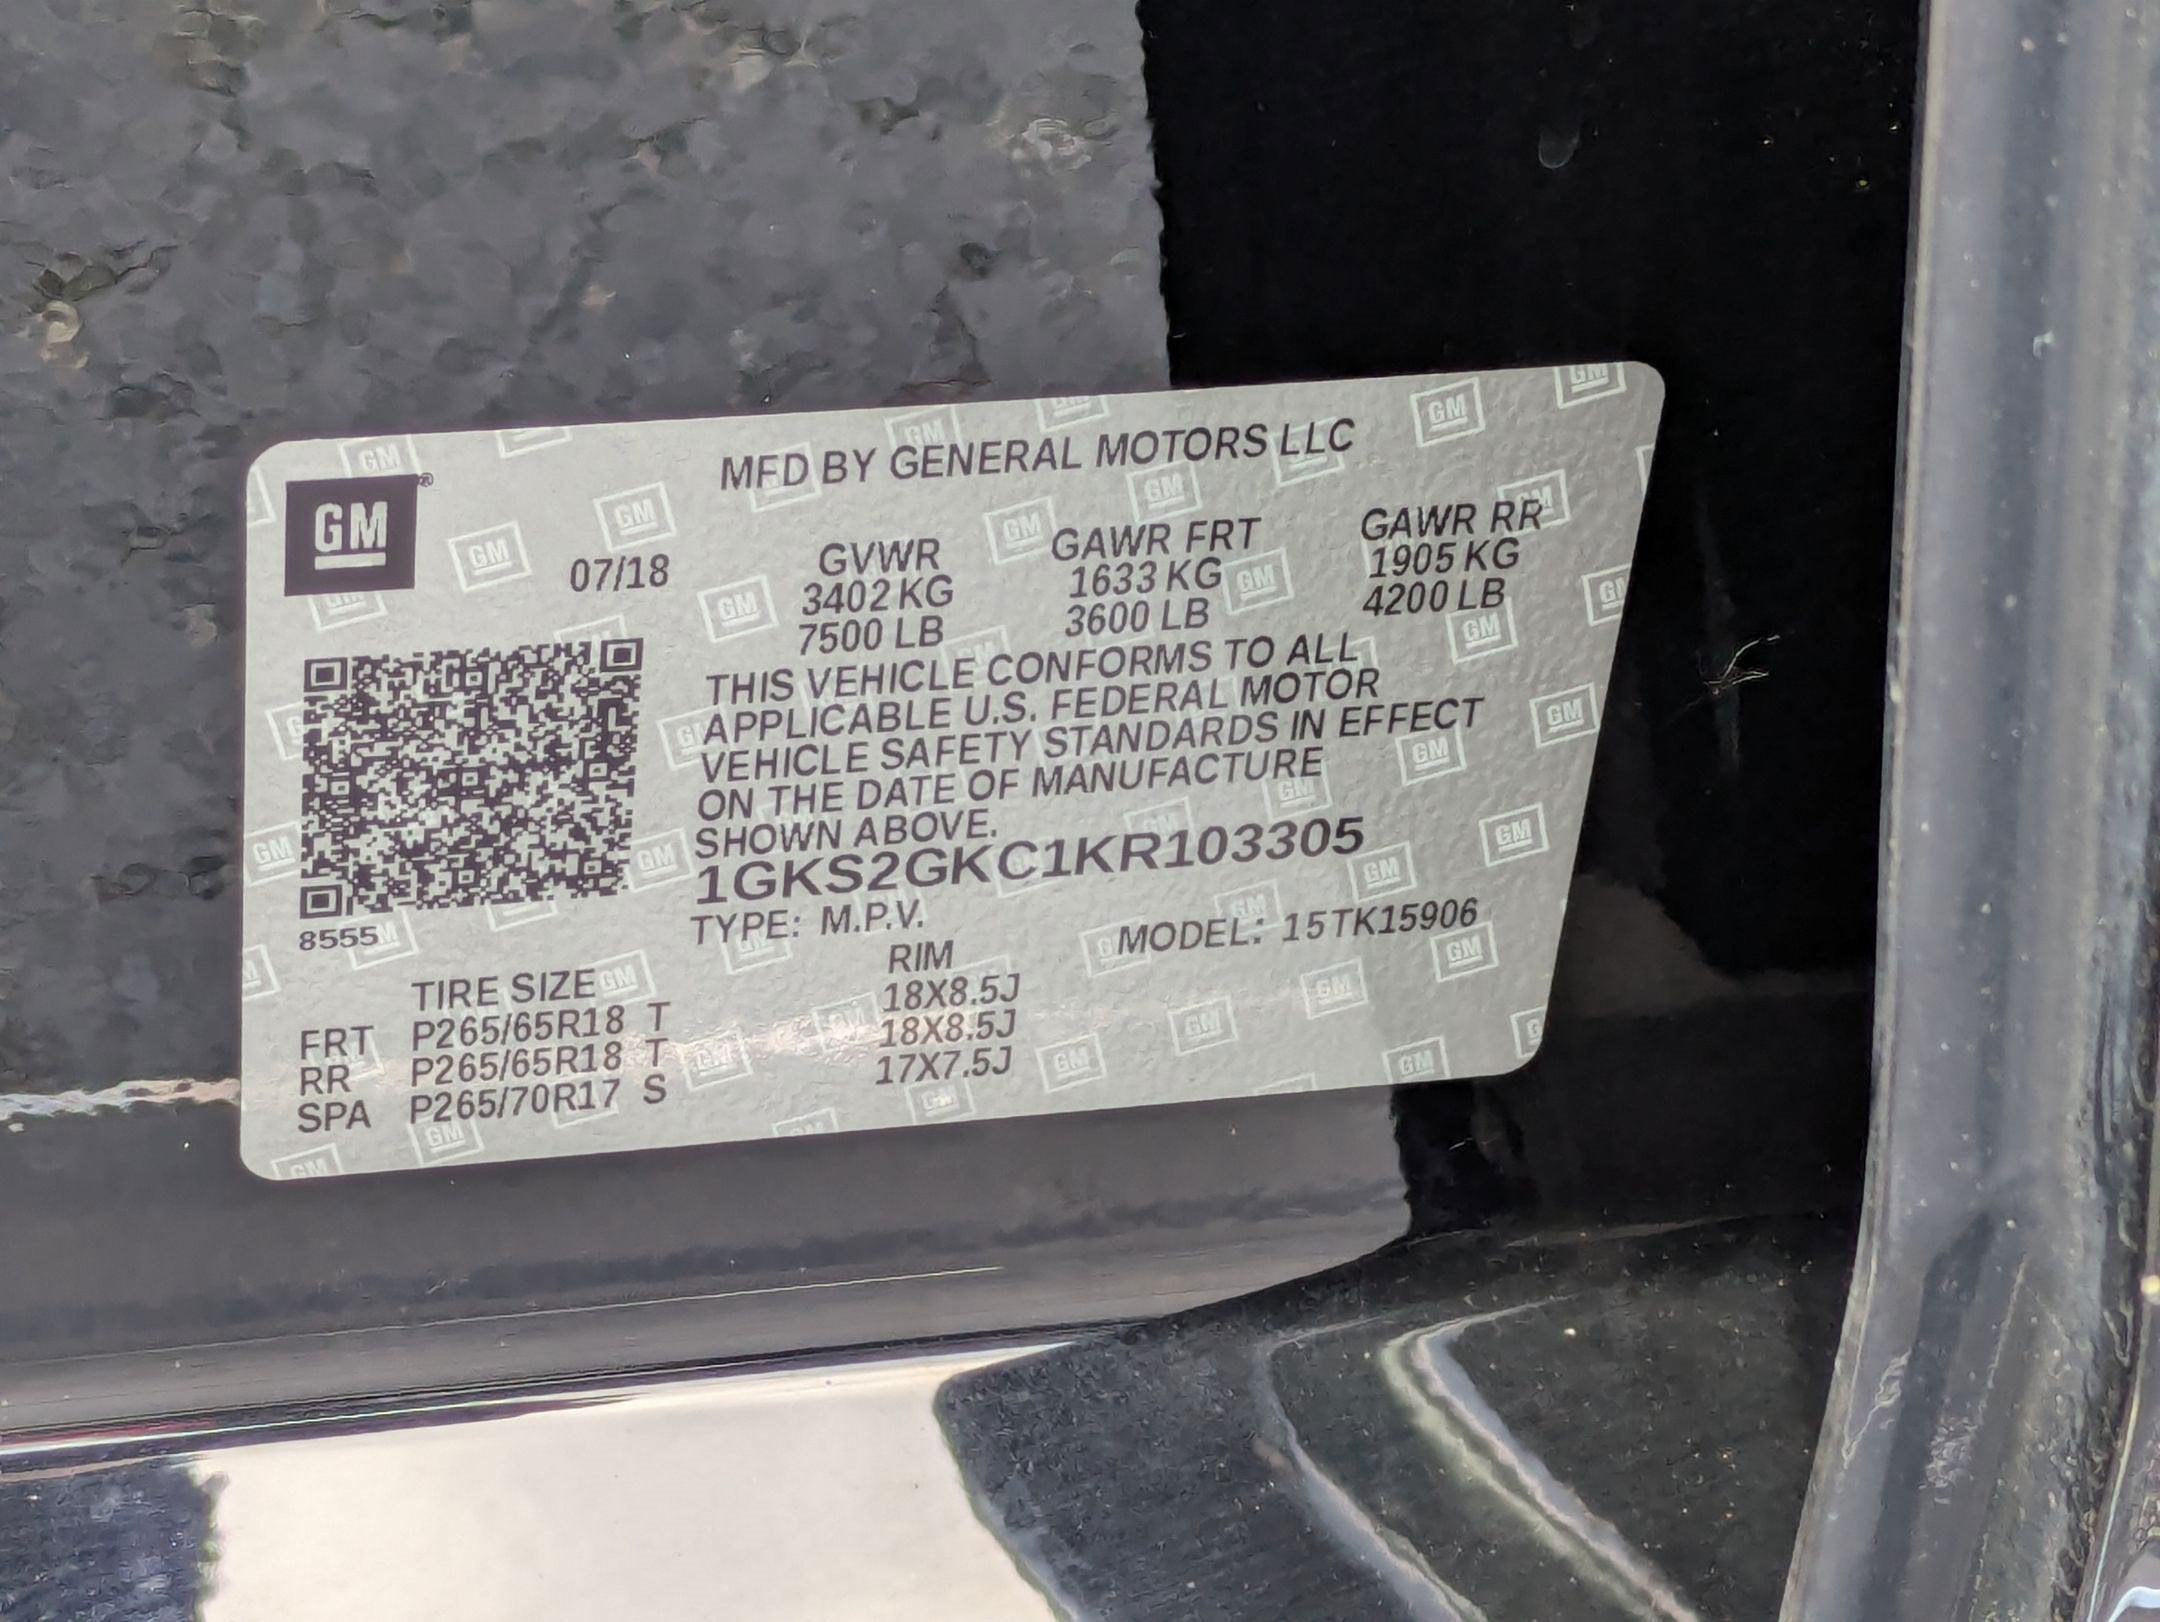 MFD BY GENERAL MOTORS LLC
GM®
07/18
GVWR GAWR FRT GAWR RR
3402 KG 1633 KG 1905 KG
7500 LB 3600 LB 4200 LB
THIS VEHICLE CONFORMS TO ALL
APPLICABLE U.S. FEDERAL MOTOR
VEHICLE SAFETY STANDARDS IN EFFECT
ON THE DATE OF MANUFACTURE
SHOWN ABOVE.
1GKS2GKC1KR103305
TYPE: M.P.V. MODEL: 15TK15906
8555
TIRE SIZE RIM
FRT P265/65R18 T 18X8.5J
RR P265/65R18 T 18X8.5J
SPA P265/70R17 S 17X7.5J